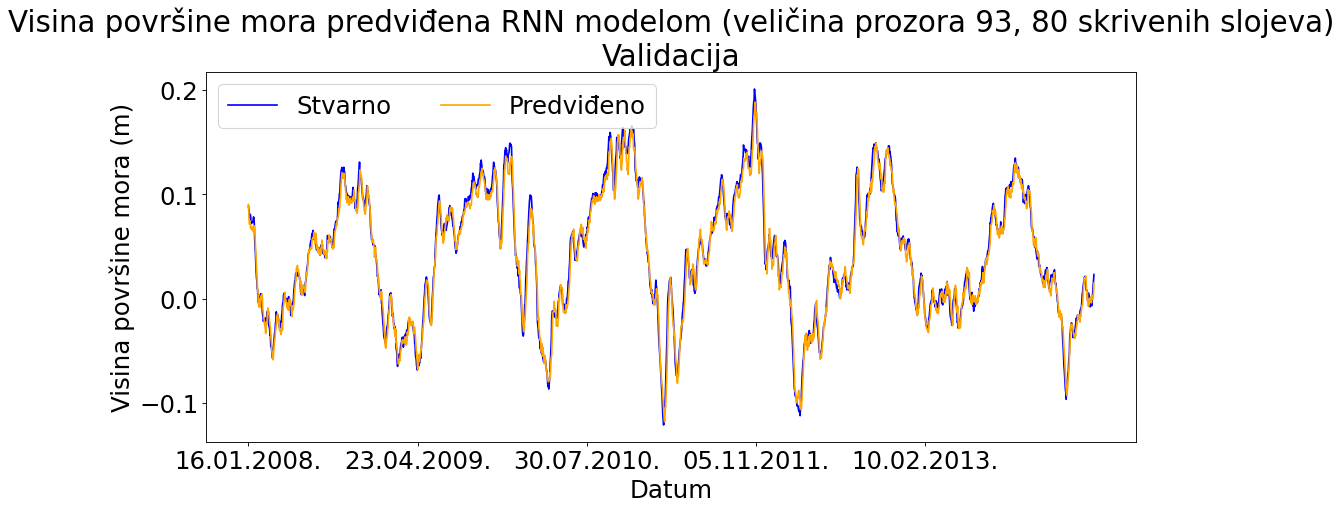 Visina površine mora predviđena RNN modelom (veličina prozora 93, 80 skrivenih slojeva)
Validacija
Stvarno Predviđeno
Visina površine mora (m)
0.2
0.1
0.0
−0.1
16.01.2008. 23.04.2009. 30.07.2010. 05.11.2011. 10.02.2013.
Datum